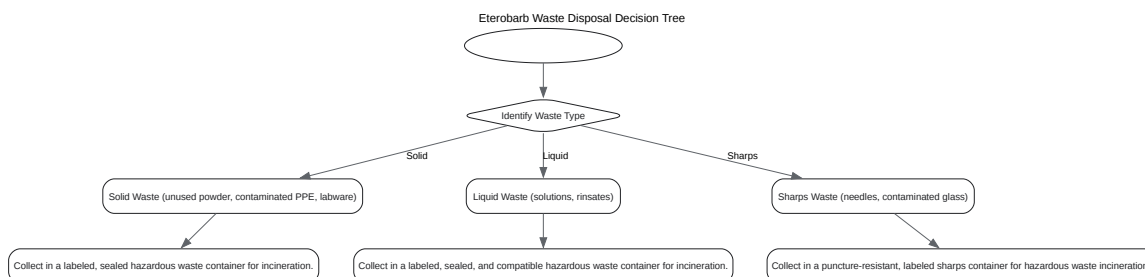 Eterobarb Waste Disposal Decision Tree
Identify Waste Type
Solid
Liquid
Sharps
Solid Waste (unused powder, contaminated PPE, labware)
Liquid Waste (solutions, rinsates)
Sharps Waste (needles, contaminated glass)
Collect in a labeled, sealed hazardous waste container for incineration.
Collect in a labeled, sealed, and compatible hazardous waste container for incineration.
Collect in a puncture-resistant, labeled sharps container for hazardous waste incineration